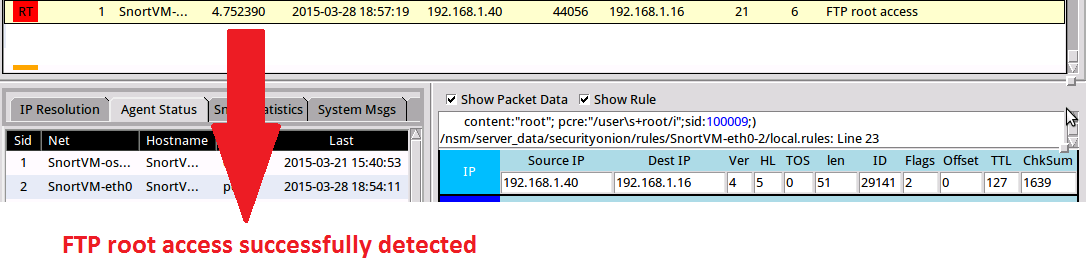 RT 1 SnortVM-... 4.752390 2015-03-28 18:57:19 192.168.1.40 44056 192.168.1.16 21 6 FTP root access
IP Resolution Agent Status Statistics System Msgs
Show Packet Data Show Rule
content:"root"; pcre:"/user\s+root/i";sid:100009;)
/nsm/server_data/securityonion/rules/SnortVM-eth0-2/local.rules: Line 23
Sid Net Hostname Last
1 SnortVM-os... SnortV... 2015-03-21 15:40:53
2 SnortVM-eth0 SnortV... 2015-03-28 18:54:11
IP Source IP Dest IP Ver HL TOS len ID Flags Offset TTL ChkSum
192.168.1.40 192.168.1.16 4 5 0 51 29141 2 0 127 1639
FTP root access successfully detected